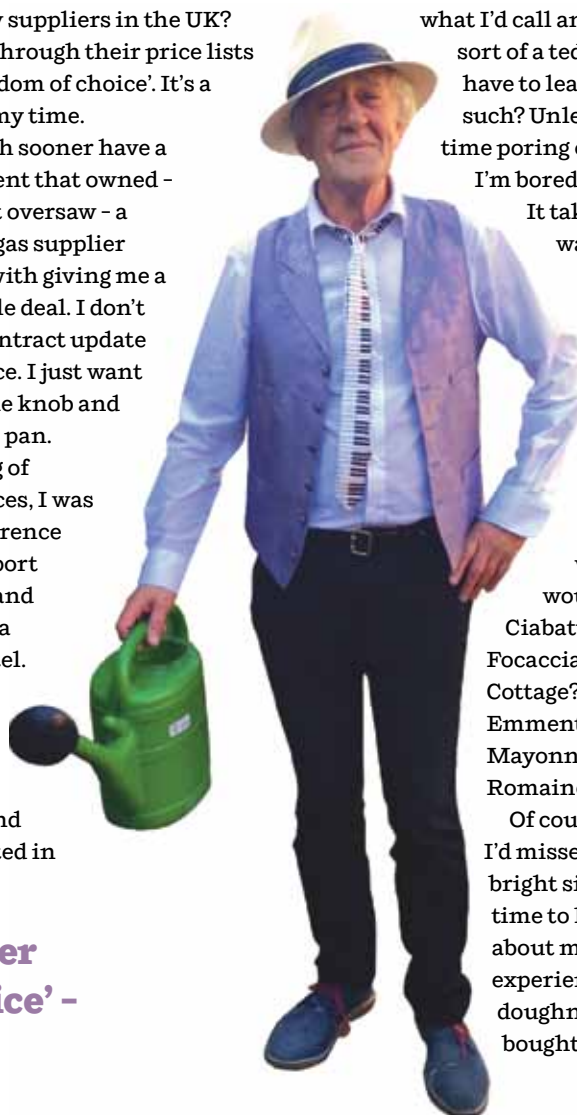 y suppliers in the UK?
hrough their price lists
dom of choice’. It’s a
my time.
h sooner have a
ent that owned –
t oversaw – a
gas supplier
with giving me a
le deal. I don’t
ntract update
ce. I just want
e knob and
pan.
g of
ces, I was
rence
port
and
a
el.
nd
ed in
er
ice’ –
what I’d call an
sort of a ted
have to lea
such? Unle
time poring o
I’m bored
It tak
wa
wou
Ciabatt
Focaccia
Cottage?
Emment
Mayonn
Romaine
Of cou
I’d misse
bright si
time to l
about m
experien
doughn
bought